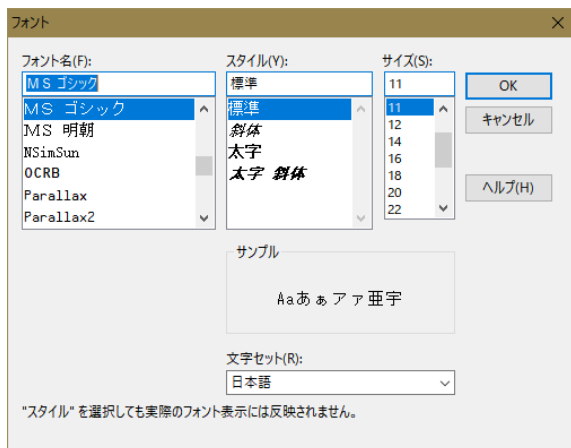 フォント
フォント名(F):
MS ゴシック
MS ゴシック
MS 明朝
NSimSun
OCRB
Parallax
Parallax2
スタイル(Y):
標準
標準
斜体
太字
太字 斜体
サイズ(S):
11
11
12
14
16
18
20
22
OK
キャンセル
ヘルプ(H)
サンプル
Aaあぁアァ亜宇
文字セット(R):
日本語
"スタイル" を選択しても実際のフォント表示には反映されません。